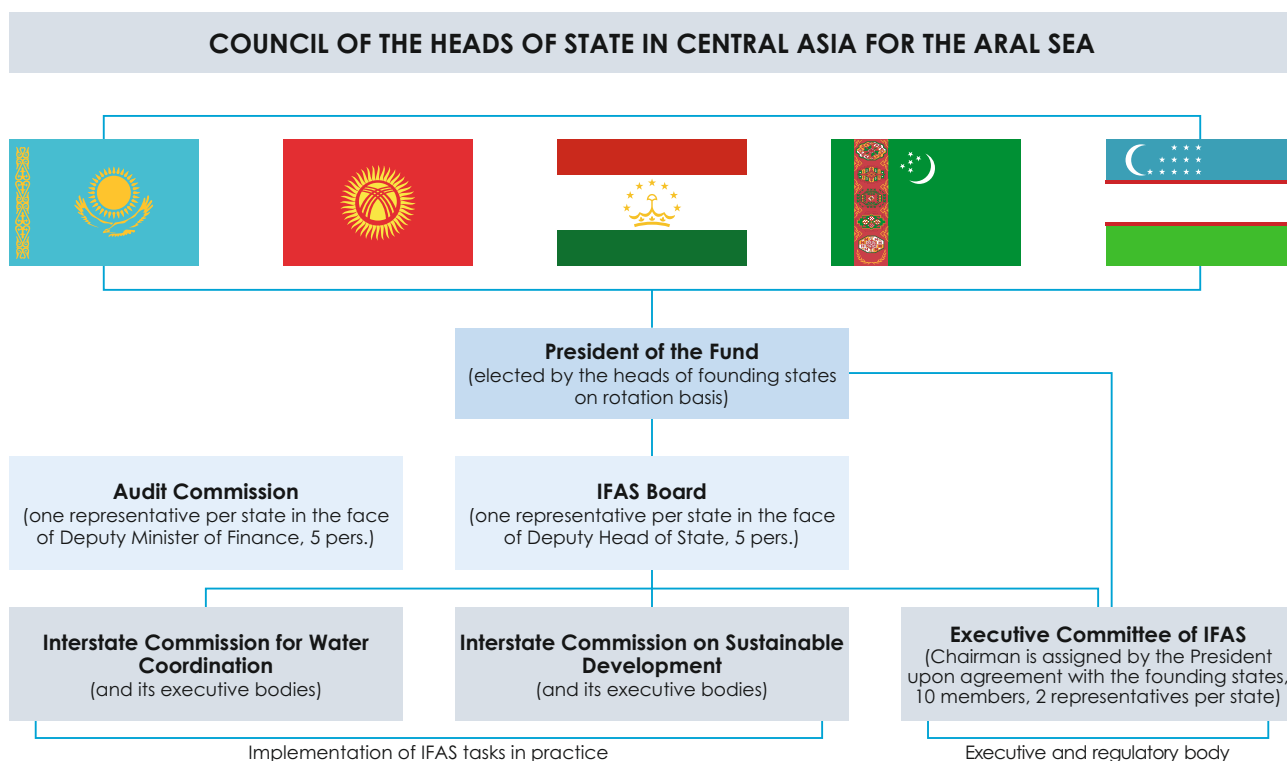 COUNCIL OF THE HEADS OF STATE IN CENTRAL ASIA FOR THE ARAL SEA
President of the Fund
(elected by the heads of founding states
on rotation basis)
Audit Commission
(one representative per state in the face
of Deputy Minister of Finance, 5 pers.)
IFAS Board
(one representative per state in the face
of Deputy Head of State, 5 pers.)
Interstate Commission for Water
Coordination
(and its executive bodies)
Interstate Commission on Sustainable
Development
(and its executive bodies)
Executive Committee of IFAS
(Chairman is assigned by the President
upon agreement with the founding states,
10 members, 2 representatives per state)
Implementation of IFAS tasks in practice
Executive and regulatory body